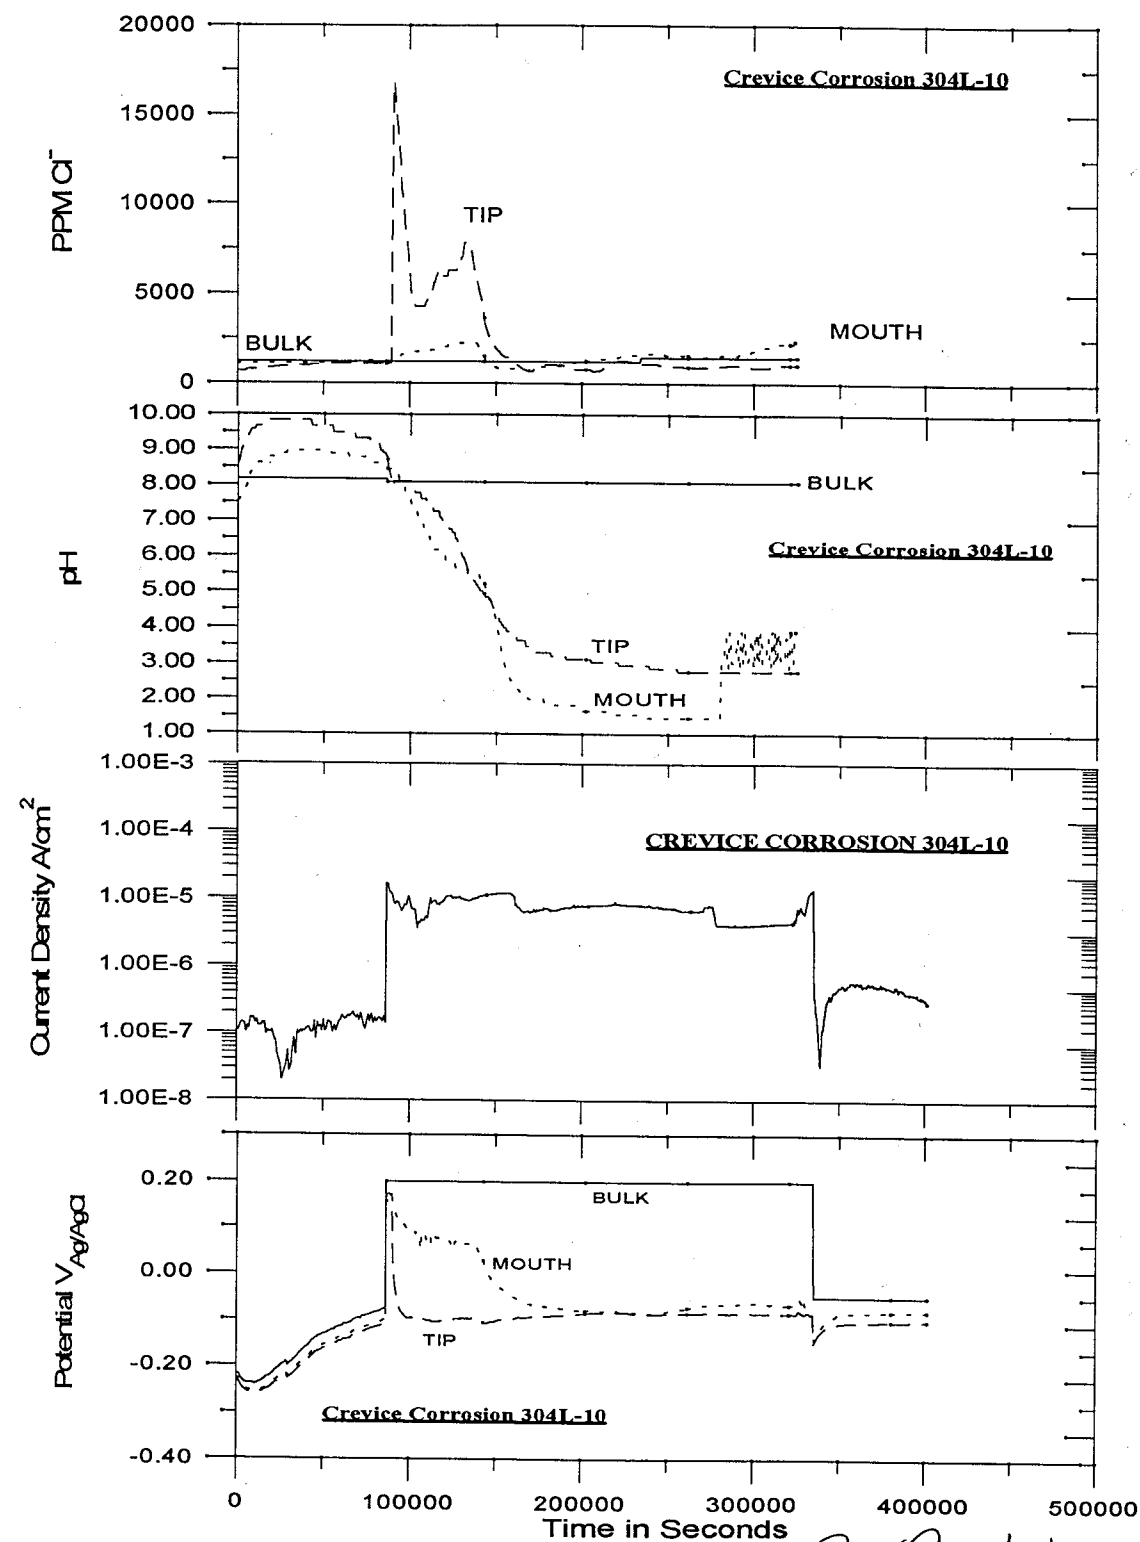 20000
Crevice Corrosion 304L-10
15000
PPM Cl⁻
10000
TIP
5000
BULK
MOUTH
0
10.00
9.00
8.00
BULK
7.00
6.00
Crevice Corrosion 304L-10
pH
5.00
4.00
TIP
3.00
MOUTH
2.00
1.00
1.00E-3
1.00E-4
CREVICE CORROSION 304L-10
1.00E-5
Current Density A/cm²
1.00E-6
1.00E-7
1.00E-8
0.20
BULK
Potential V Ag/AgCl
0.00
MOUTH
TIP
-0.20
Crevice Corrosion 304L-10
-0.40
0 100000 200000 300000 400000 500000
Time in Seconds